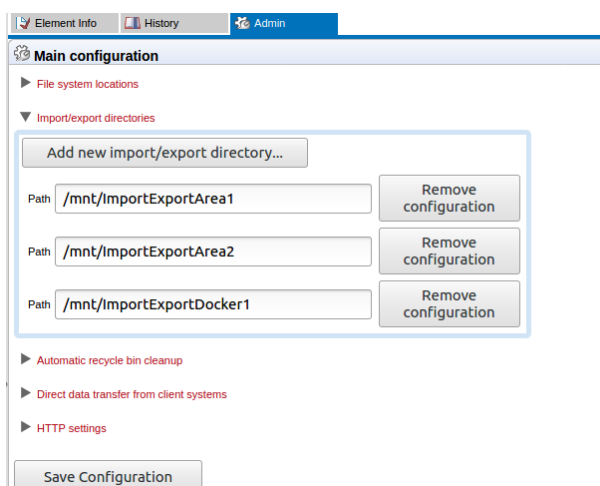 Element Info History Admin
Main configuration
File system locations
Import/export directories
Add new import/export directory...
Path /mnt/ImportExportArea1 Remove configuration
Path /mnt/ImportExportArea2 Remove configuration
Path /mnt/ImportExportDocker1 Remove configuration
Automatic recycle bin cleanup
Direct data transfer from client systems
HTTP settings
Save Configuration